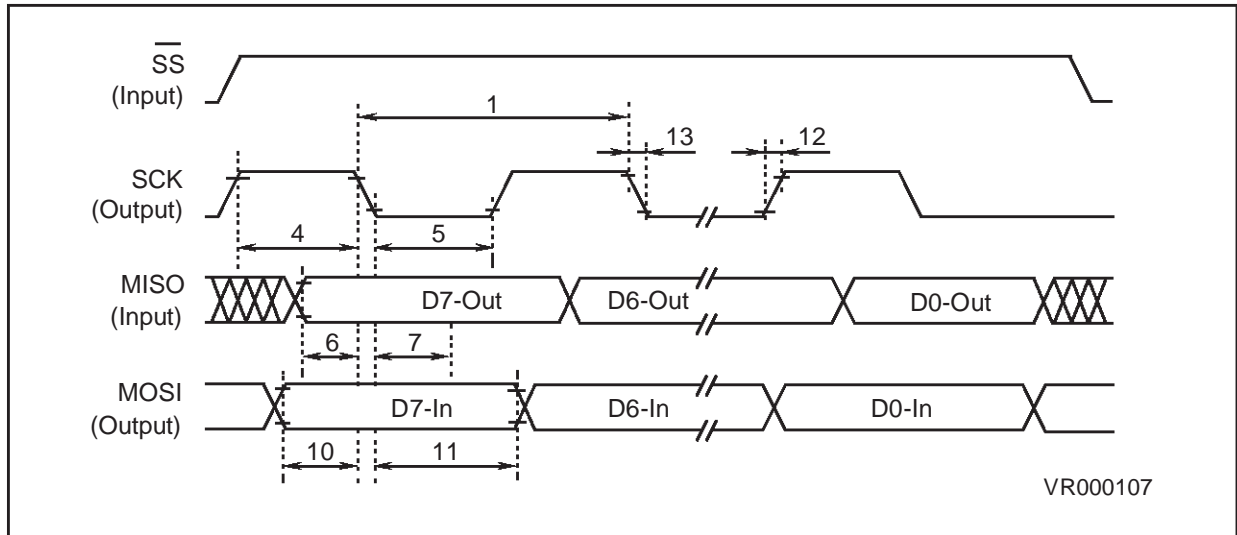 SS
(Input)
1
13
12
SCK
(Output)
4
5
MISO
(Input)
D7-Out
D6-Out
D0-Out
6
7
MOSI
(Output)
D7-In
D6-In
D0-In
10
11
VR000107